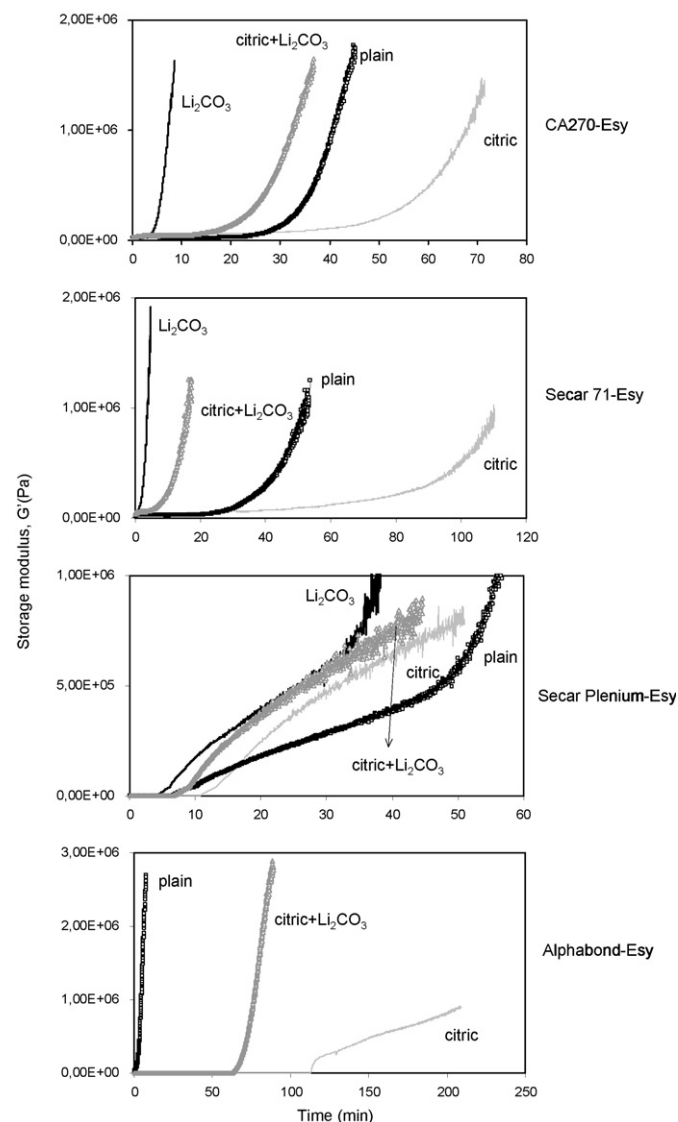 2,00E+06
citric+Li₂CO₃
plain
Li₂CO₃
1,00E+06
CA270-Esy
citric
0,00E+00
0 10 20 30 40 50 60 70 80
2,00E+06
Li₂CO₃
plain
Secar 71-Esy
1,00E+06
citric+Li₂CO₃
citric
0,00E+00
0 20 40 60 80 100 120
Storage modulus, G'(Pa)
1,00E+06
Li₂CO₃
plain
citric
5,00E+05
Secar Plenium-Esy
citric+Li₂CO₃
0,00E+00
0 10 20 30 40 50 60
3,00E+06
plain
citric+Li₂CO₃
2,00E+06
Alphabond-Esy
1,00E+06
citric
0,00E+00
0 50 100 150 200 250
Time (min)